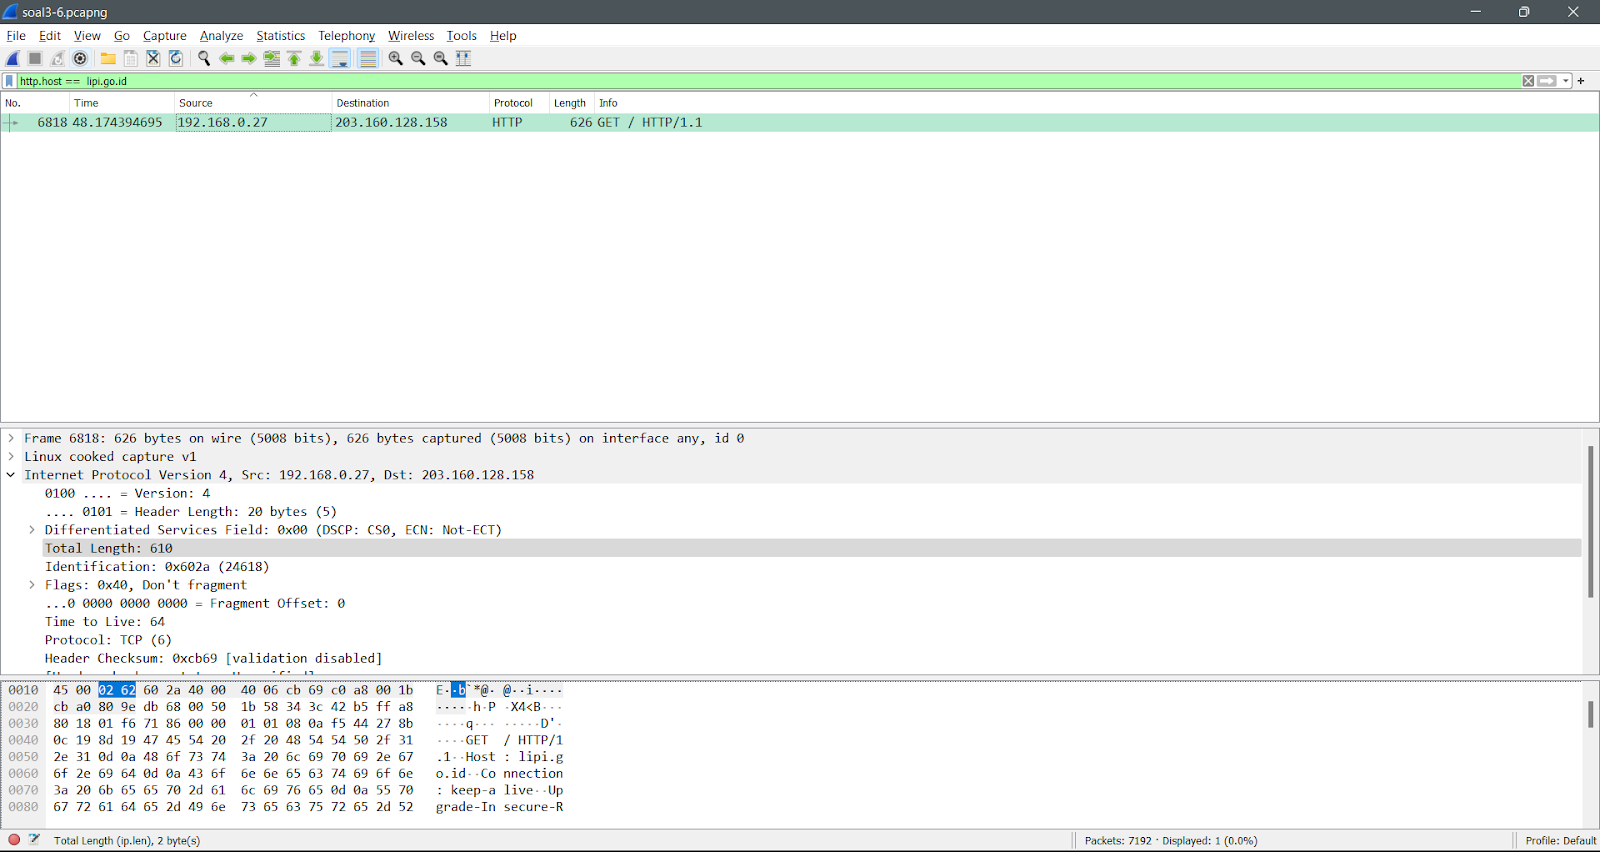 soal3-6.pcapng
File Edit View Go Capture Analyze Statistics Telephony Wireless Tools Help
http.host == lipi.go.id
No. Time Source Destination Protocol Length Info
6818 48.174394695 192.168.0.27 203.160.128.158 HTTP 626 GET / HTTP/1.1
Frame 6818: 626 bytes on wire (5008 bits), 626 bytes captured (5008 bits) on interface any, id 0
Linux cooked capture v1
Internet Protocol Version 4, Src: 192.168.0.27, Dst: 203.160.128.158
0100 .... = Version: 4
.... 0101 = Header Length: 20 bytes (5)
Differentiated Services Field: 0x00 (DSCP: CS0, ECN: Not-ECT)
Total Length: 610
Identification: 0x602a (24618)
Flags: 0x40, Don't fragment
...0 0000 0000 0000 = Fragment Offset: 0
Time to Live: 64
Protocol: TCP (6)
Header Checksum: 0xcb69 [validation disabled]
0010 45 00 02 62 60 2a 40 00 40 06 cb 69 c0 a8 00 1b E··b`*@· @··i····
0020 cb a0 80 9e db 68 00 50 1b 58 34 3c 42 b5 ff a8 ·····h·P ·X4<B···
0030 80 18 01 f6 71 86 00 00 01 01 08 0a f5 44 27 8b ····q··· ·····D'·
0040 0c 19 8d 19 47 45 54 20 2f 20 48 54 54 50 2f 31 ····GET / HTTP/1
0050 2e 31 0d 0a 48 6f 73 74 3a 20 6c 69 70 69 2e 67 .1··Host : lipi.g
0060 6f 2e 69 64 0d 0a 43 6f 6e 6e 65 63 74 69 6f 6e o.id··Co nnection
0070 3a 20 6b 65 65 70 2d 61 6c 69 76 65 0d 0a 55 70 : keep-a live··Up
0080 67 72 61 64 65 2d 49 6e 73 65 63 75 72 65 2d 52 grade-In secure-R
Total Length (ip.len), 2 byte(s) Packets: 7192 · Displayed: 1 (0.0%) Profile: Default